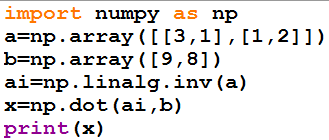 import numpy as np
a=np.array([[3,1],[1,2]])
b=np.array([9,8])
ai=np.linalg.inv(a)
x=np.dot(ai,b)
print(x)